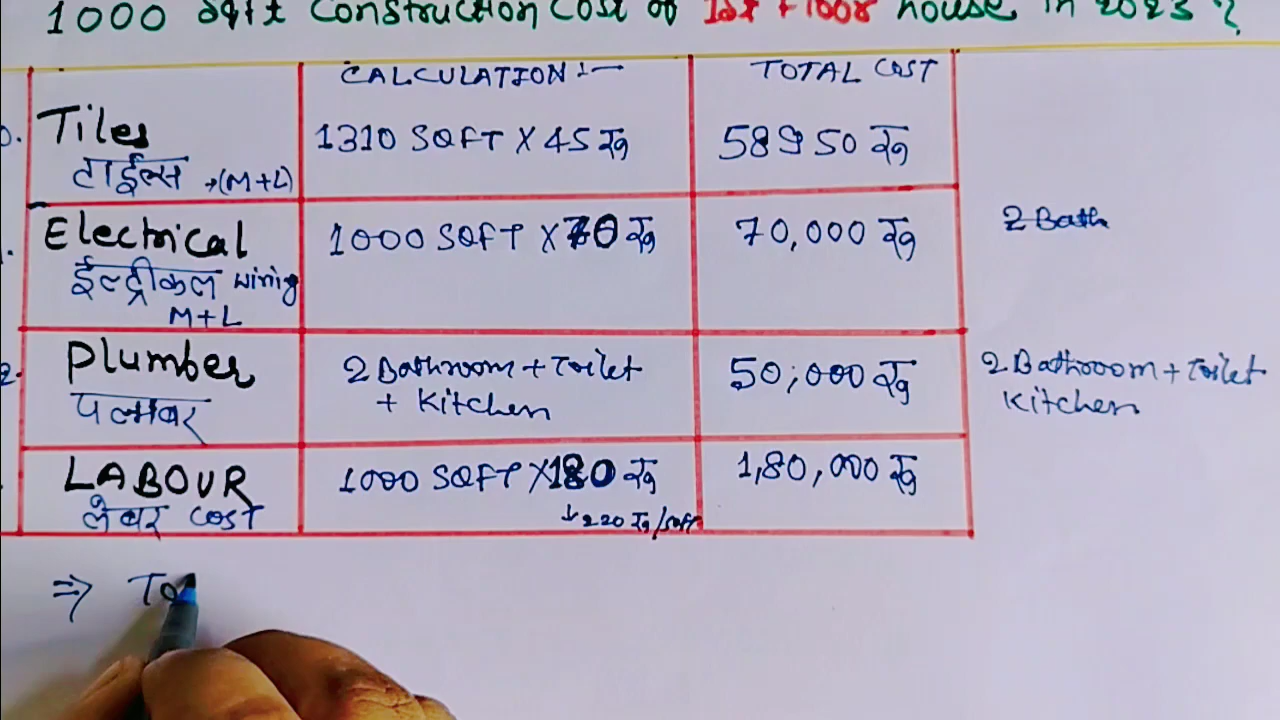 1000 sqft construction cost of 1st Floor house in 2023 ?
CALCULATION :- TOTAL COST
Tiles 1310 SQFT X 45 रु 58950 रु
टाईल्स →(M+L)
Electrical 1000 SQFT X 70 रु 70,000 रु 2 Bath
ईल्ट्रीकल wiring
M+L
Plumber 2 Bathroom + Toilet 50,000 रु 2 Bathroom + Toilet
पलम्बर + Kitchen Kitchen
LABOUR 1000 SQFT X 180 रु 1,80,000 रु
लेबर cost ↓ 220 रु/sqft
⇒ To